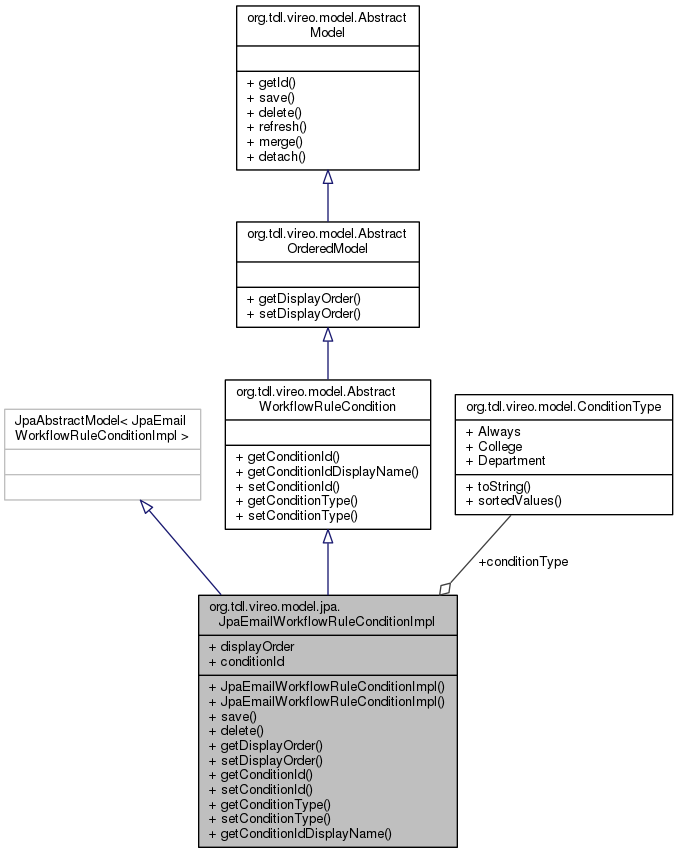 org.tdl.vireo.model.Abstract
Model
+ getId()
+ save()
+ delete()
+ refresh()
+ merge()
+ detach()
org.tdl.vireo.model.Abstract
OrderedModel
+ getDisplayOrder()
+ setDisplayOrder()
JpaAbstractModel< JpaEmail
WorkflowRuleConditionImpl >
org.tdl.vireo.model.Abstract
WorkflowRuleCondition
+ getConditionId()
+ getConditionIdDisplayName()
+ setConditionId()
+ getConditionType()
+ setConditionType()
org.tdl.vireo.model.ConditionType
+ Always
+ College
+ Department
+ toString()
+ sortedValues()
+conditionType
org.tdl.vireo.model.jpa.
JpaEmailWorkflowRuleConditionImpl
+ displayOrder
+ conditionId
+ JpaEmailWorkflowRuleConditionImpl()
+ JpaEmailWorkflowRuleConditionImpl()
+ save()
+ delete()
+ getDisplayOrder()
+ setDisplayOrder()
+ getConditionId()
+ setConditionId()
+ getConditionType()
+ setConditionType()
+ getConditionIdDisplayName()